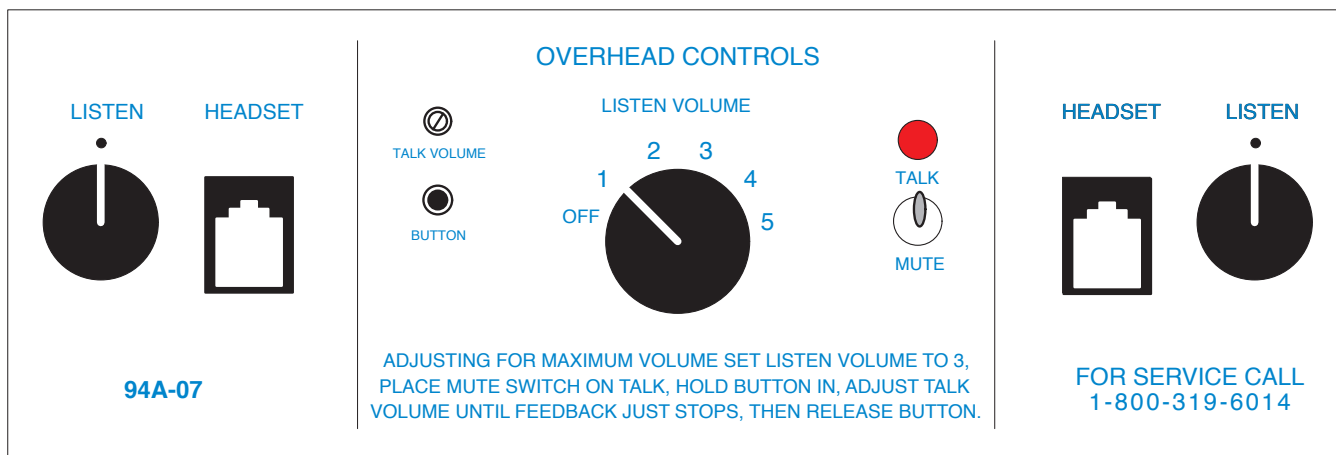 OVERHEAD CONTROLS
LISTEN
HEADSET
94A-07
TALK VOLUME
BUTTON
LISTEN VOLUME
OFF
1
2
3
4
5
TALK
MUTE
ADJUSTING FOR MAXIMUM VOLUME SET LISTEN VOLUME TO 3,
PLACE MUTE SWITCH ON TALK, HOLD BUTTON IN, ADJUST TALK
VOLUME UNTIL FEEDBACK JUST STOPS, THEN RELEASE BUTTON.
HEADSET
LISTEN
FOR SERVICE CALL
1-800-319-6014